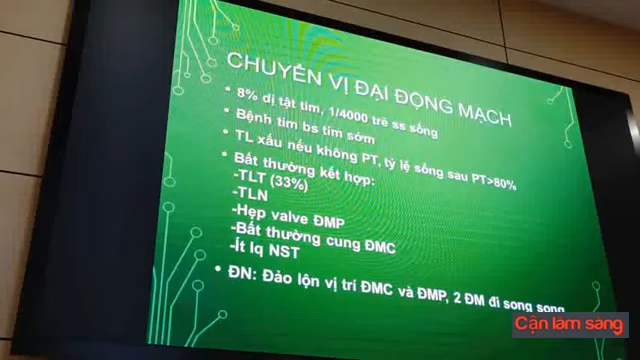 CHUYỂN VỊ ĐẠI ĐỘNG MẠCH
• 8% dị tật tim, 1/4000 trẻ ss sống
• Bệnh tim bs tím sớm
• TL xấu nếu không PT, tỷ lệ sống sau PT>80%
• Bất thường kết hợp:
-TLT (33%)
-TLN
-Hẹp valve ĐMP
-Bất thường cung ĐMC
-Ít lq NST
• ĐN: Đảo lộn vị trí ĐMC và ĐMP, 2 ĐM đi song song
Cận lâm sàng